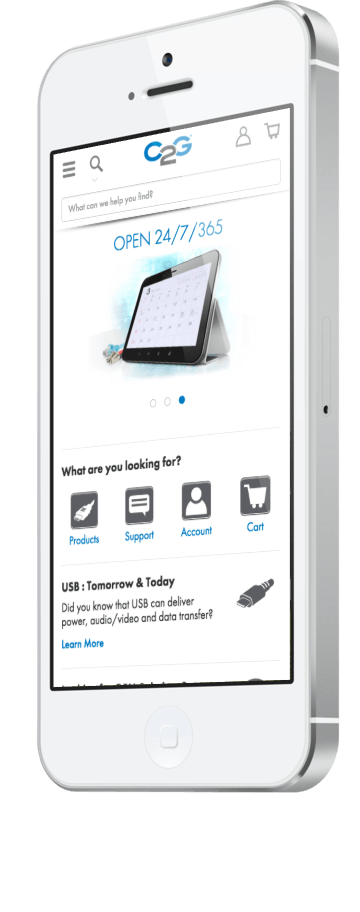 C2G
What can we help you find?
OPEN 24/7/365
What are you looking for?
Products
Support
Account
Cart
USB : Tomorrow & Today
Did you know that USB can deliver
power, audio/video and data transfer?
Learn More